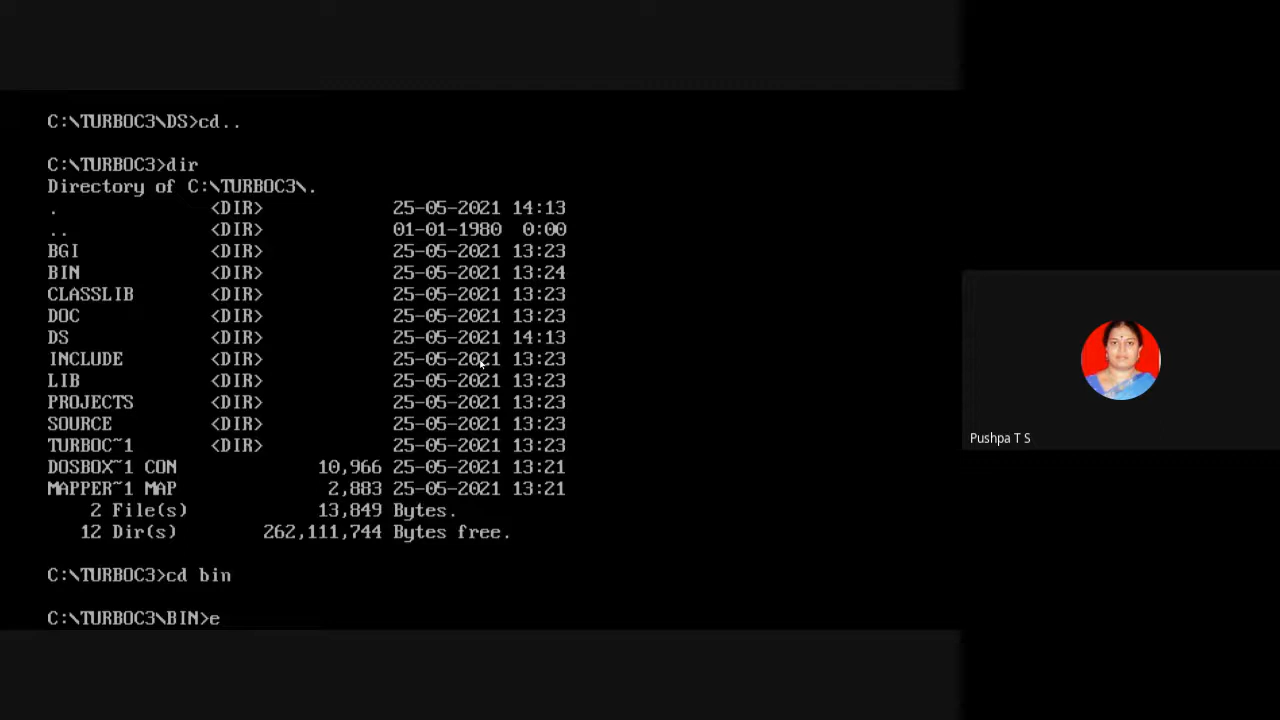 C:\TURBOC3\DS>cd..
C:\TURBOC3>dir
Directory of C:\TURBOC3\.
. <DIR> 25-05-2021 14:13
.. <DIR> 01-01-1980 0:00
BGI <DIR> 25-05-2021 13:23
BIN <DIR> 25-05-2021 13:24
CLASSLIB <DIR> 25-05-2021 13:23
DOC <DIR> 25-05-2021 13:23
DS <DIR> 25-05-2021 14:13
INCLUDE <DIR> 25-05-2021 13:23
LIB <DIR> 25-05-2021 13:23
PROJECTS <DIR> 25-05-2021 13:23
SOURCE <DIR> 25-05-2021 13:23
TURBOC~1 <DIR> 25-05-2021 13:23
DOSBOX~1 CON 10,966 25-05-2021 13:21
MAPPER~1 MAP 2,883 25-05-2021 13:21
2 File(s) 13,849 Bytes.
12 Dir(s) 262,111,744 Bytes free.
C:\TURBOC3>cd bin
C:\TURBOC3\BIN>e
Pushpa T S